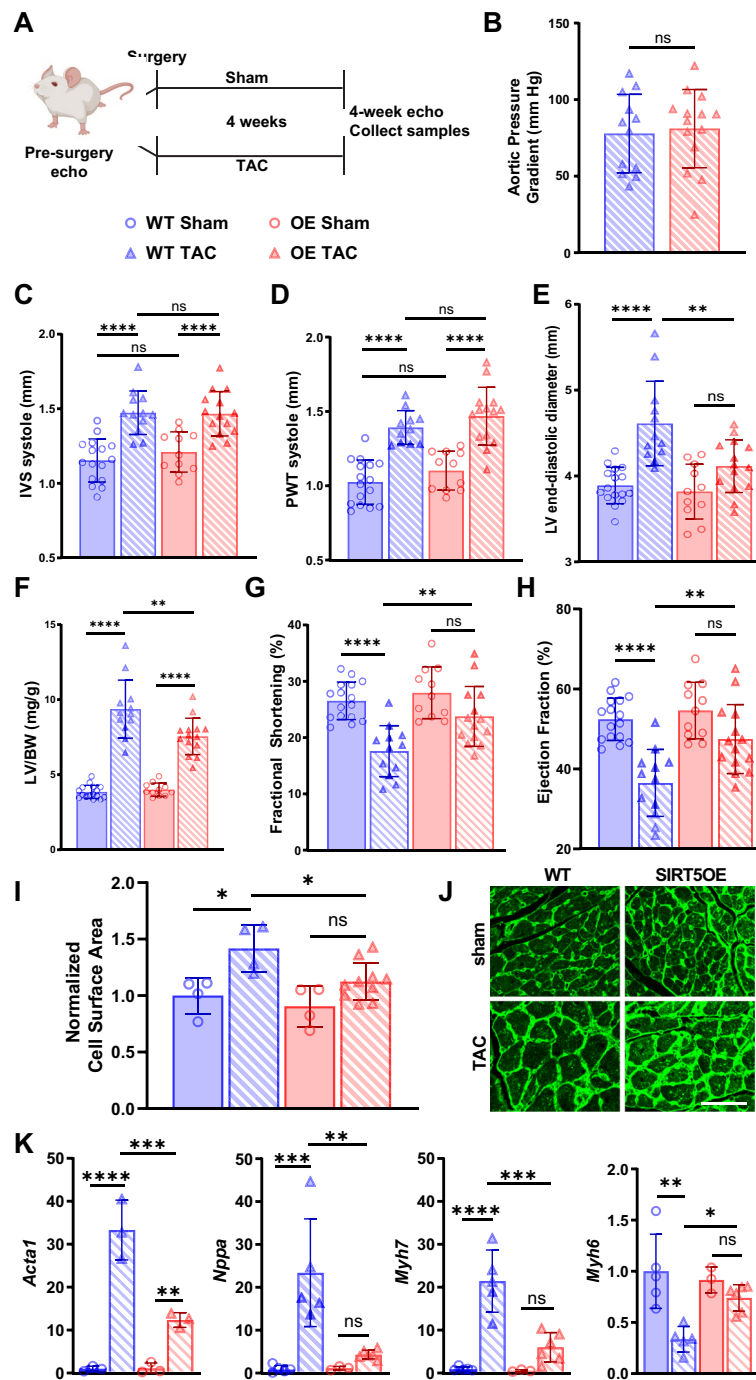 A
Surgery
Sham
4 weeks
4-week echo
Collect samples
Pre-surgery
echo
TAC
WT Sham
OE Sham
WT TAC
OE TAC
B
ns
Aortic Pressure
Gradient (mm Hg)
150
100
50
0
C
ns
****
****
ns
IVS systole (mm)
2.0
1.5
1.0
0.5
D
ns
****
****
ns
PWT systole (mm)
2.0
1.5
1.0
0.5
E
****
**
ns
LV end-diastolic diameter (mm)
6
5
4
3
F
**
****
****
LV/BW (mg/g)
15
10
5
0
G
**
****
ns
Fractional Shortening (%)
40
30
20
10
0
H
**
****
ns
Ejection Fraction (%)
80
60
40
20
I
*
*
ns
Normalized
Cell Surface Area
2.0
1.5
1.0
0.5
0.0
J
WT
SIRT5OE
sham
TAC
K
***
****
**
Acta1
50
40
30
20
10
0
**
***
ns
Nppa
50
40
30
20
10
0
***
****
ns
Myh7
50
40
30
20
10
0
**
*
ns
Myh6
2.0
1.5
1.0
0.5
0.0